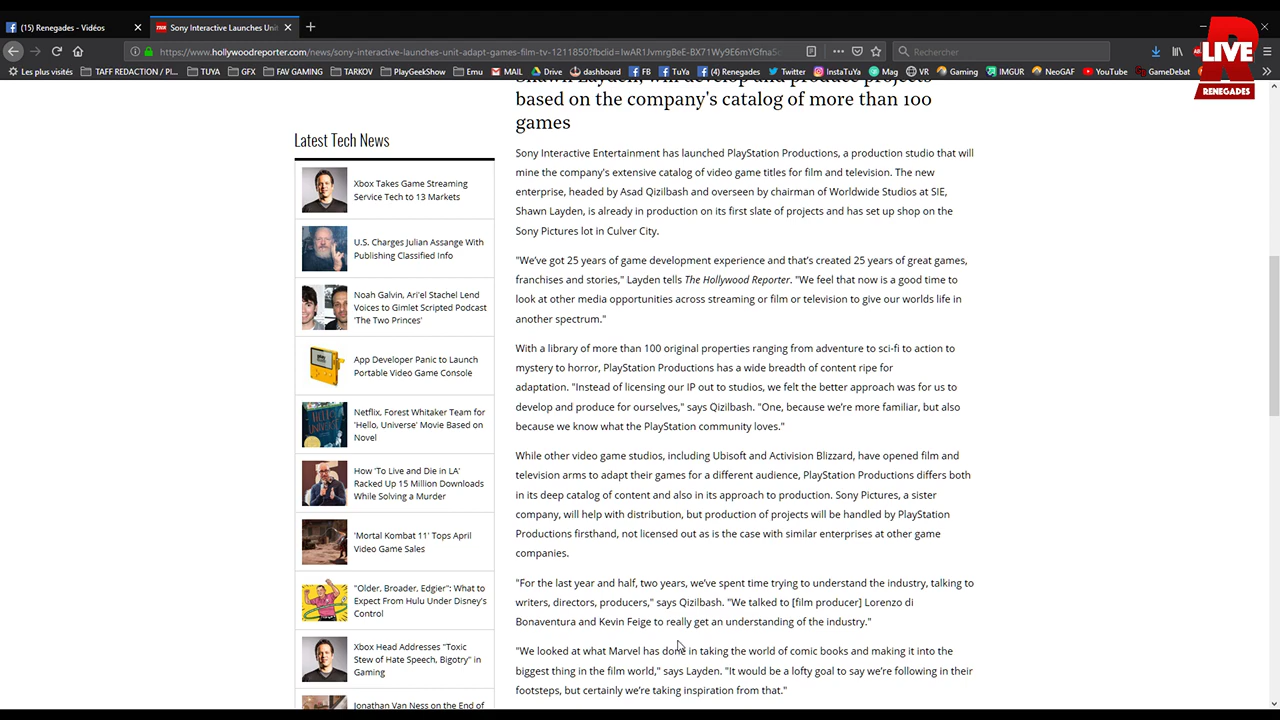 (15) Renegades - Vidéos
Sony Interactive Launches Uni
https://www.hollywoodreporter.com/news/sony-interactive-launches-unit-adapt-games-film-tv-1211880?fbclid=IwAR1JvmrgBeE-BX71Wy9E6mYGfna5
Rechercher
Les plus visités
TAFF REDACTION / Pl...
TUYA
GFX
FAV GAMING
TARKOV
PlayGeekShow
Emu
MAIL
Drive
dashboard
FB
TuYa
(4) Renegades
Twitter
InstaTuYa
Mag
VR
Gaming
IMGUR
NeoGAF
YouTube
GameDebat
LIVE
RENEGADES
based on the company's catalog of more than 100
games
Latest Tech News
Xbox Takes Game Streaming
Service Tech to 13 Markets
U.S. Charges Julian Assange With
Publishing Classified Info
Noah Galvin, Ari'el Stachel Lend
Voices to Gimlet Scripted Podcast
'The Two Princes'
App Developer Panic to Launch
Portable Video Game Console
Netflix, Forest Whitaker Team for
'Hello, Universe' Movie Based on
Novel
How 'To Live and Die in LA'
Racked Up 15 Million Downloads
While Solving a Murder
'Mortal Kombat 11' Tops April
Video Game Sales
"Older, Broader, Edgier": What to
Expect From Hulu Under Disney's
Control
Xbox Head Addresses "Toxic
Stew of Hate Speech, Bigotry" in
Gaming
Jonathan Van Ness on the End of
Sony Interactive Entertainment has launched PlayStation Productions, a production studio that will
mine the company's extensive catalog of video game titles for film and television. The new
enterprise, headed by Asad Qizilbash and overseen by chairman of Worldwide Studios at SIE,
Shawn Layden, is already in production on its first slate of projects and has set up shop on the
Sony Pictures lot in Culver City.
"We've got 25 years of game development experience and that's created 25 years of great games,
franchises and stories," Layden tells The Hollywood Reporter. "We feel that now is a good time to
look at other media opportunities across streaming or film or television to give our worlds life in
another spectrum."
With a library of more than 100 original properties ranging from adventure to sci-fi to action to
mystery to horror, PlayStation Productions has a wide breadth of content ripe for
adaptation. "Instead of licensing our IP out to studios, we felt the better approach was for us to
develop and produce for ourselves," says Qizilbash. "One, because we're more familiar, but also
because we know what the PlayStation community loves."
While other video game studios, including Ubisoft and Activision Blizzard, have opened film and
television arms to adapt their games for a different audience, PlayStation Productions differs both
in its deep catalog of content and also in its approach to production. Sony Pictures, a sister
company, will help with distribution, but production of projects will be handled by PlayStation
Productions firsthand, not licensed out as is the case with similar enterprises at other game
companies.
"For the last year and half, two years, we've spent time trying to understand the industry, talking to
writers, directors, producers," says Qizilbash. "We talked to [film producer] Lorenzo di
Bonaventura and Kevin Feige to really get an understanding of the industry."
"We looked at what Marvel has done in taking the world of comic books and making it into the
biggest thing in the film world," says Layden. "It would be a lofty goal to say we're following in their
footsteps, but certainly we're taking inspiration from that."